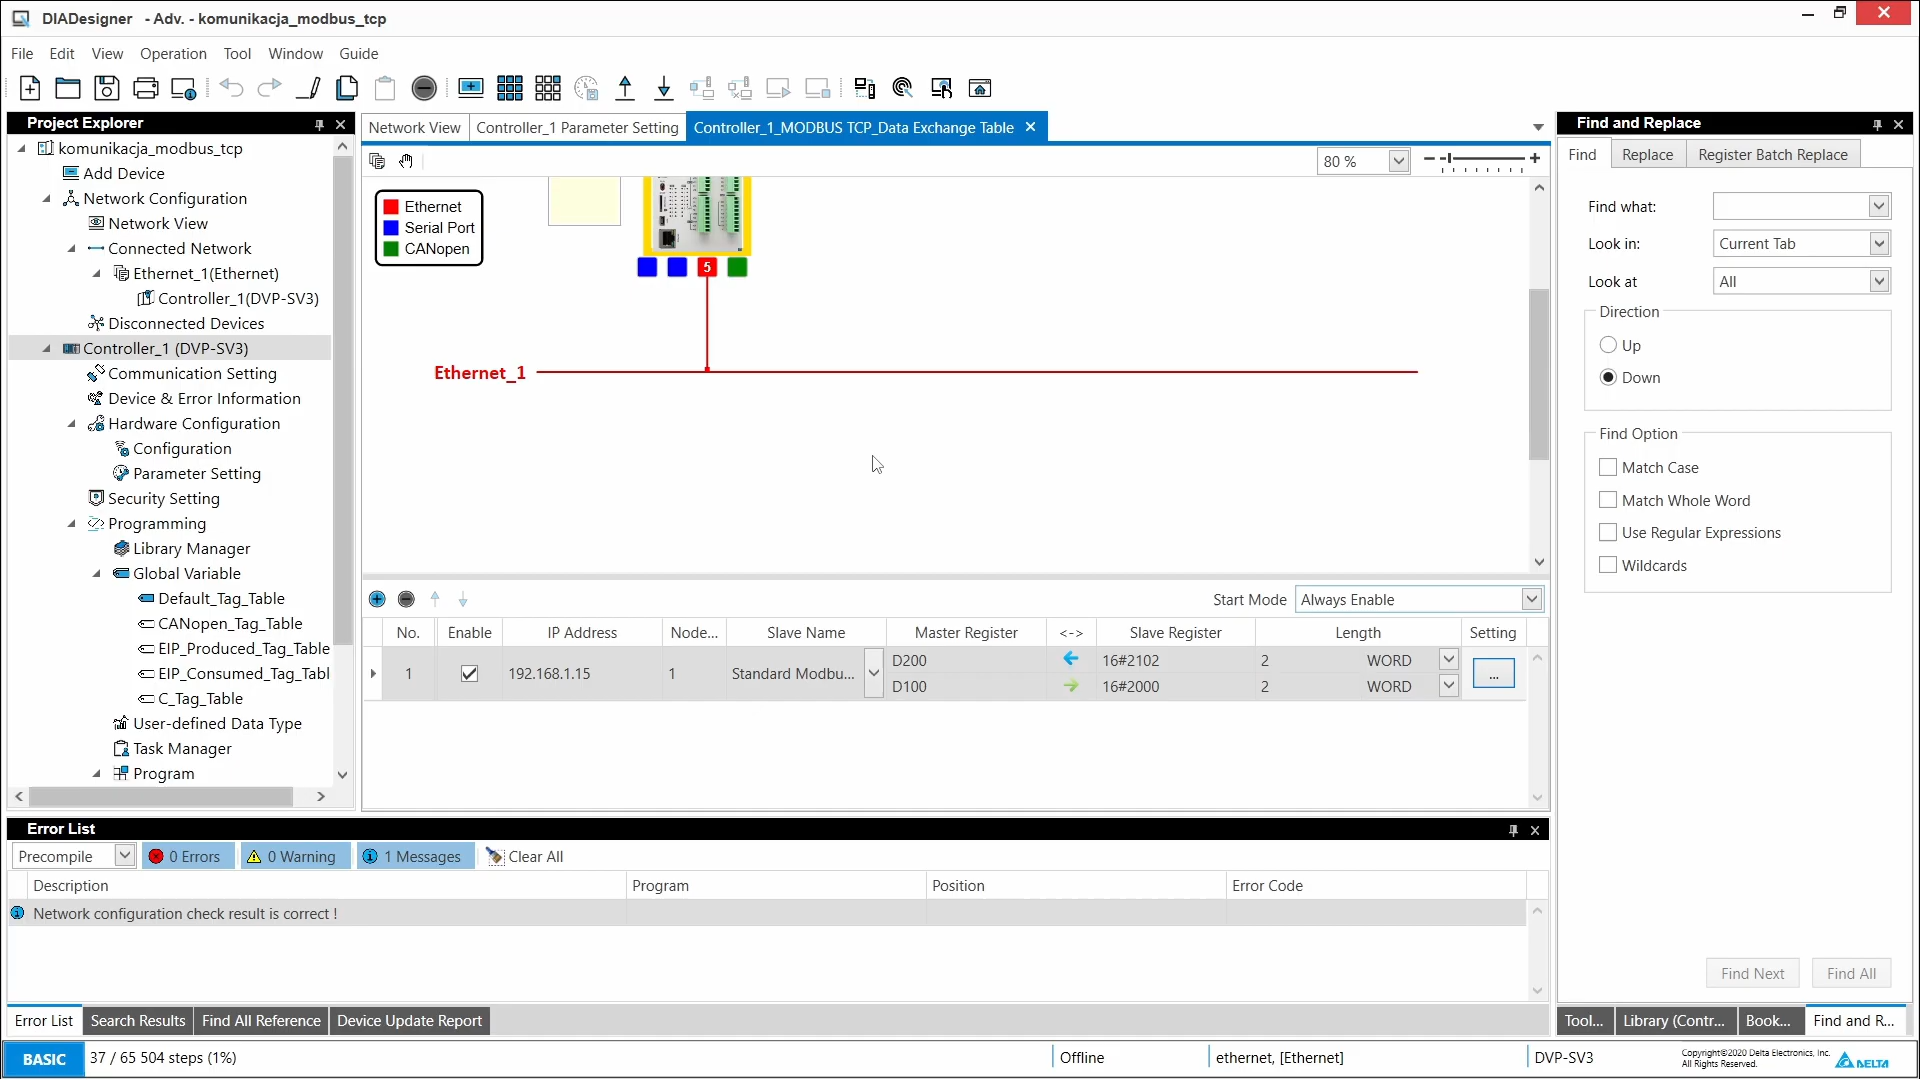 DIADesigner - Adv. - komunikacja_modbus_tcp
File Edit View Operation Tool Window Guide
Project Explorer
komunikacja_modbus_tcp
Add Device
Network Configuration
Network View
Connected Network
Ethernet_1(Ethernet)
Controller_1(DVP-SV3)
Disconnected Devices
Controller_1 (DVP-SV3)
Communication Setting
Device & Error Information
Hardware Configuration
Configuration
Parameter Setting
Security Setting
Programming
Library Manager
Global Variable
Default_Tag_Table
CANopen_Tag_Table
EIP_Produced_Tag_Table
EIP_Consumed_Tag_Tabl
C_Tag_Table
User-defined Data Type
Task Manager
Program
Network View Controller_1 Parameter Setting Controller_1_MODBUS TCP_Data Exchange Table
80 %
Ethernet
Serial Port
CANopen
5
Ethernet_1
Start Mode Always Enable
No. Enable IP Address Node... Slave Name Master Register <-> Slave Register Length Setting
1 192.168.1.15 1 Standard Modbu... D200 16#2102 2 WORD ...
D100 16#2000 2 WORD
Find and Replace
Find Replace Register Batch Replace
Find what:
Look in: Current Tab
Look at All
Direction
Up
Down
Find Option
Match Case
Match Whole Word
Use Regular Expressions
Wildcards
Find Next Find All
Tool... Library (Contr... Book... Find and R...
Error List
Precompile 0 Errors 0 Warning 1 Messages Clear All
Description Program Position Error Code
Network configuration check result is correct !
Error List Search Results Find All Reference Device Update Report
BASIC 37 / 65 504 steps (1%) Offline ethernet, [Ethernet] DVP-SV3
Copyright©2020 Delta Electronics, Inc.
All Rights Reserved.
DELTA